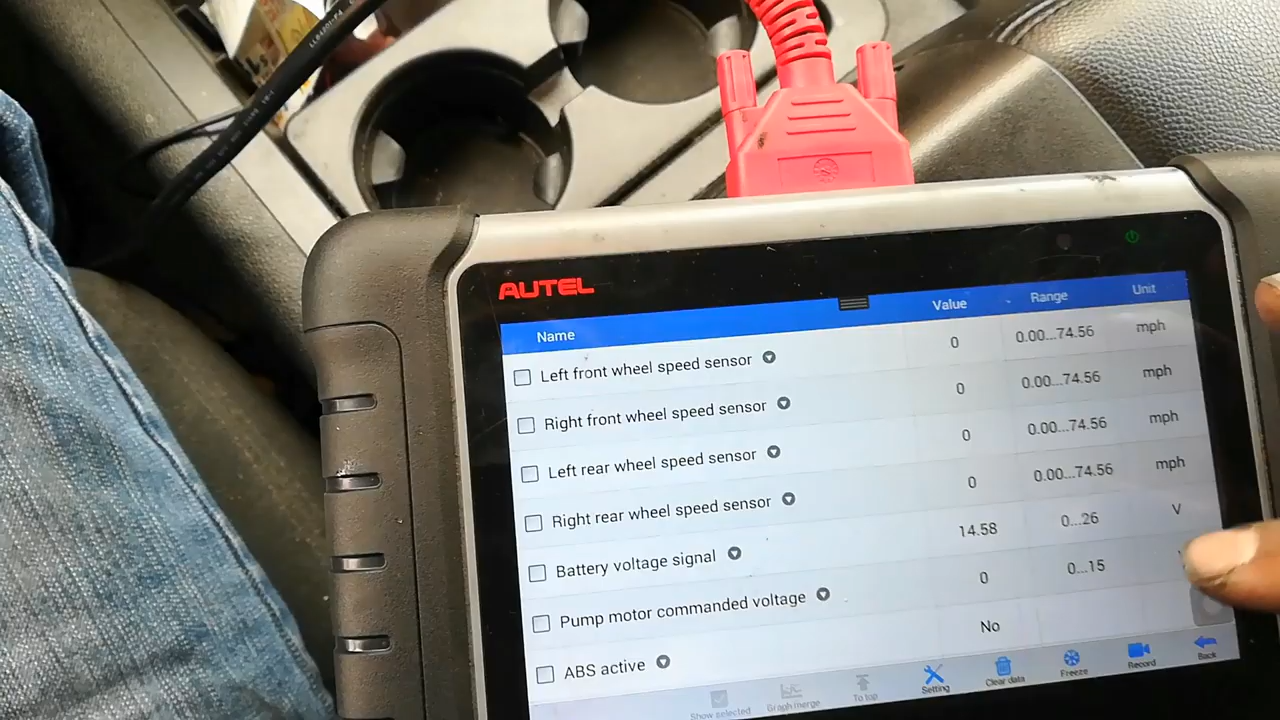 AUTEL
Name Value Range Unit
Left front wheel speed sensor 0 0.00...74.56 mph
Right front wheel speed sensor 0 0.00...74.56 mph
Left rear wheel speed sensor 0 0.00...74.56 mph
Right rear wheel speed sensor 0 0.00...74.56 mph
Battery voltage signal 14.58 0...26 V
Pump motor commanded voltage 0 0...15
ABS active No
Show selected Graph merge To top Setting Clear data Freeze Record Back